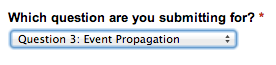 Which question are you submitting for? *
Question 3: Event Propagation